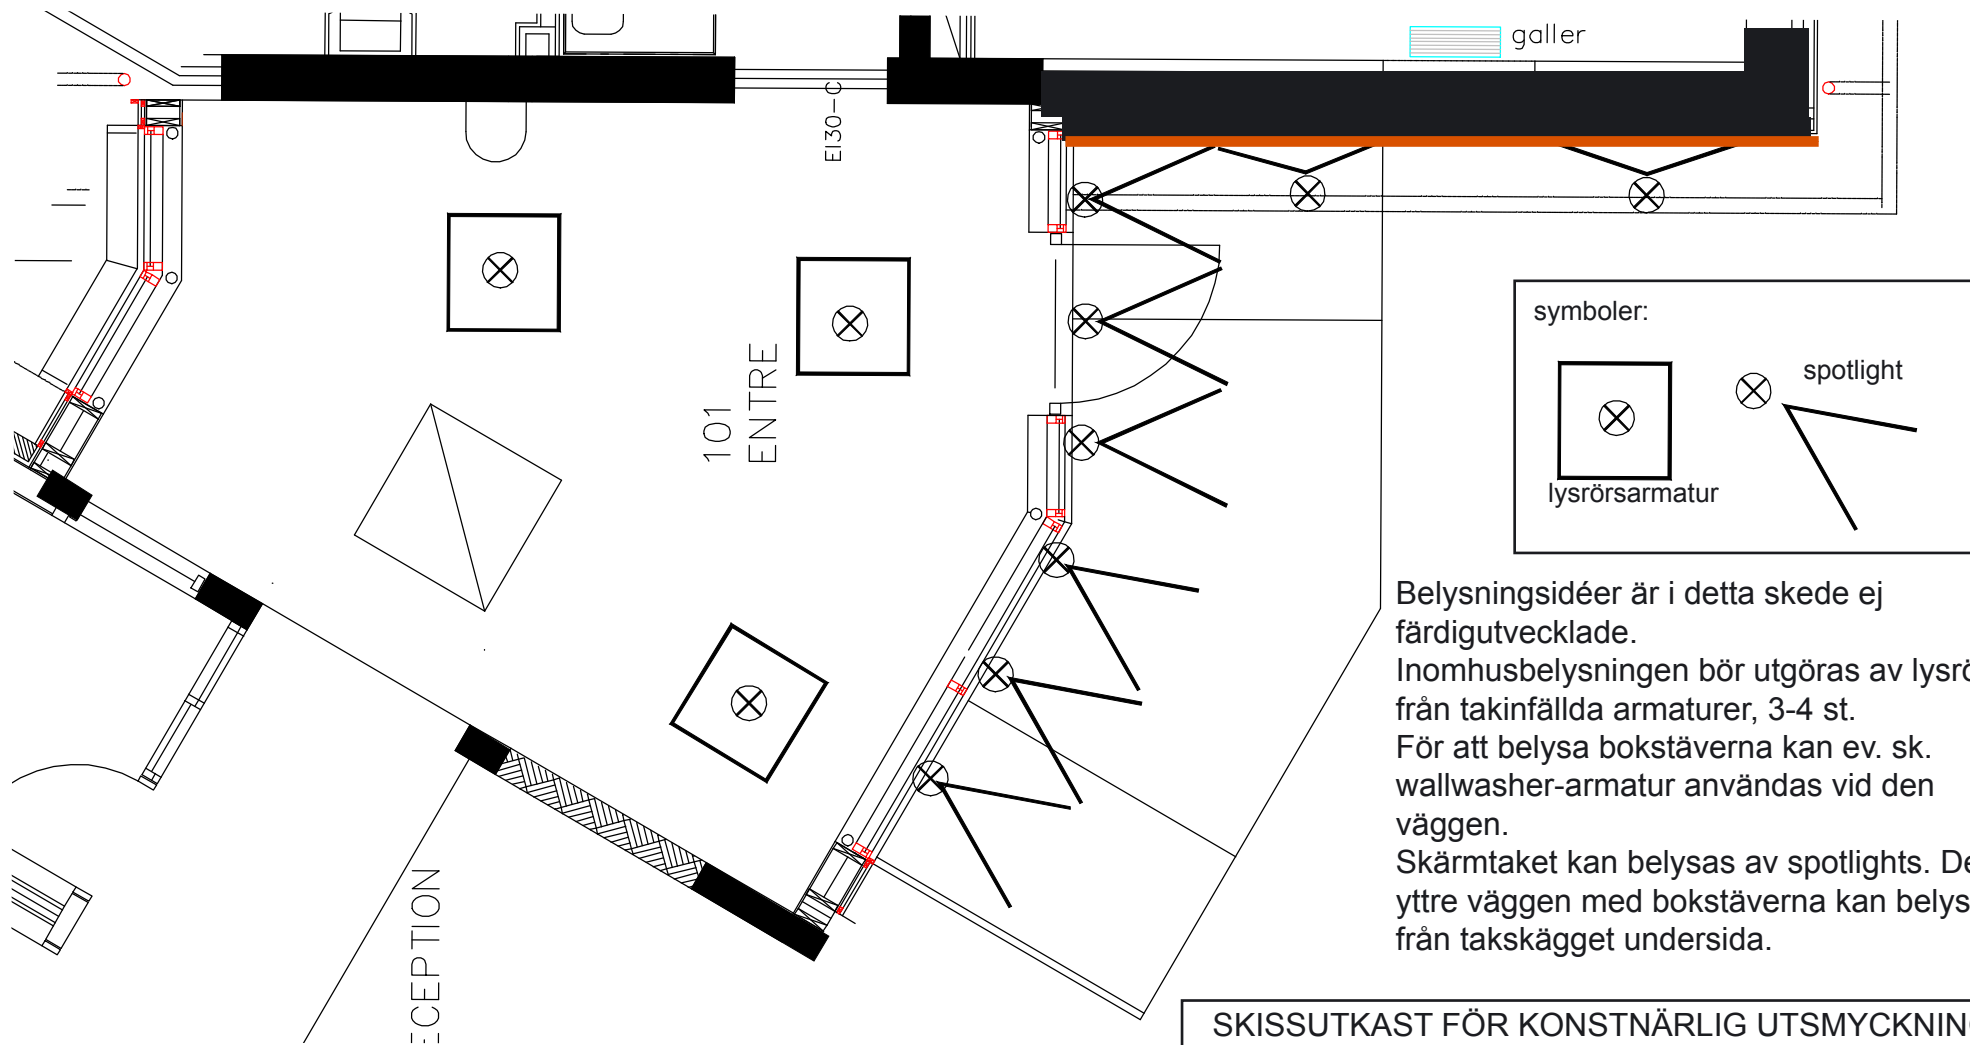 galler
EI30-C
symboler:
spotlight
lysrörsarmatur
101
ENTRE
Belysningsidéer är i detta skede ej
färdigutvecklade.
Inomhusbelysningen bör utgöras av
från takinfällda armaturer, 3-4 st.
För att belysa bokstäverna kan ev. sk.
wallwasher-armatur användas vid den
väggen.
Skärmtaket kan belysas av spotlights.
yttre väggen med bokstäverna kan
från takskägget undersida.
ECEPTION
SKISSUTKAST FÖR KONSTNÄRLIG